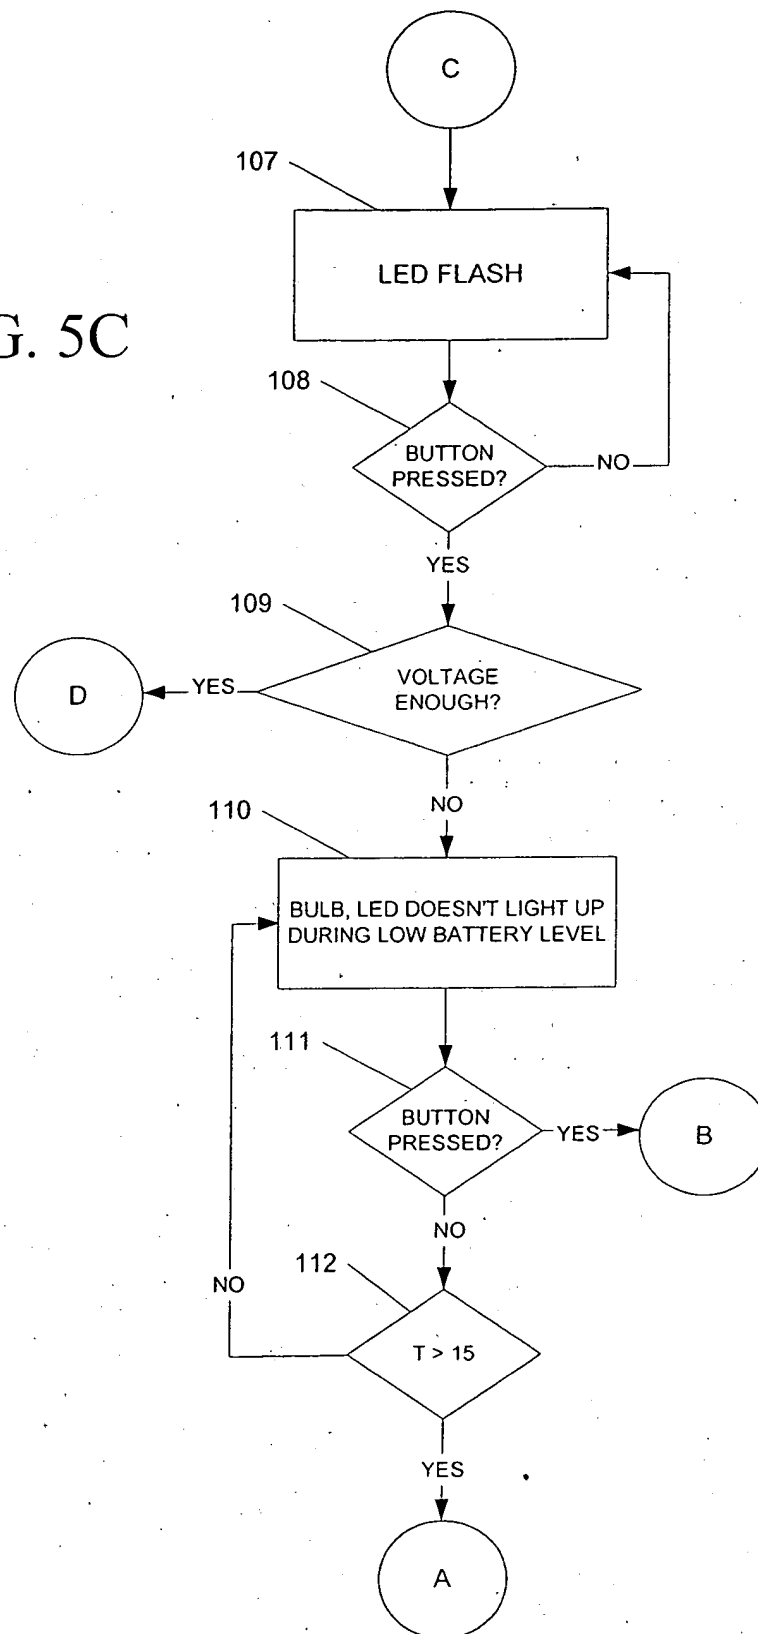 C
107
LED FLASH
G. 5C
108
BUTTON
PRESSED?
NO
YES
109
VOLTAGE
ENOUGH?
D
YES
NO
110
BULB, LED DOESN'T LIGHT UP
DURING LOW BATTERY LEVEL
111
BUTTON
PRESSED?
YES
B
NO
112
NO
T > 15
YES
A